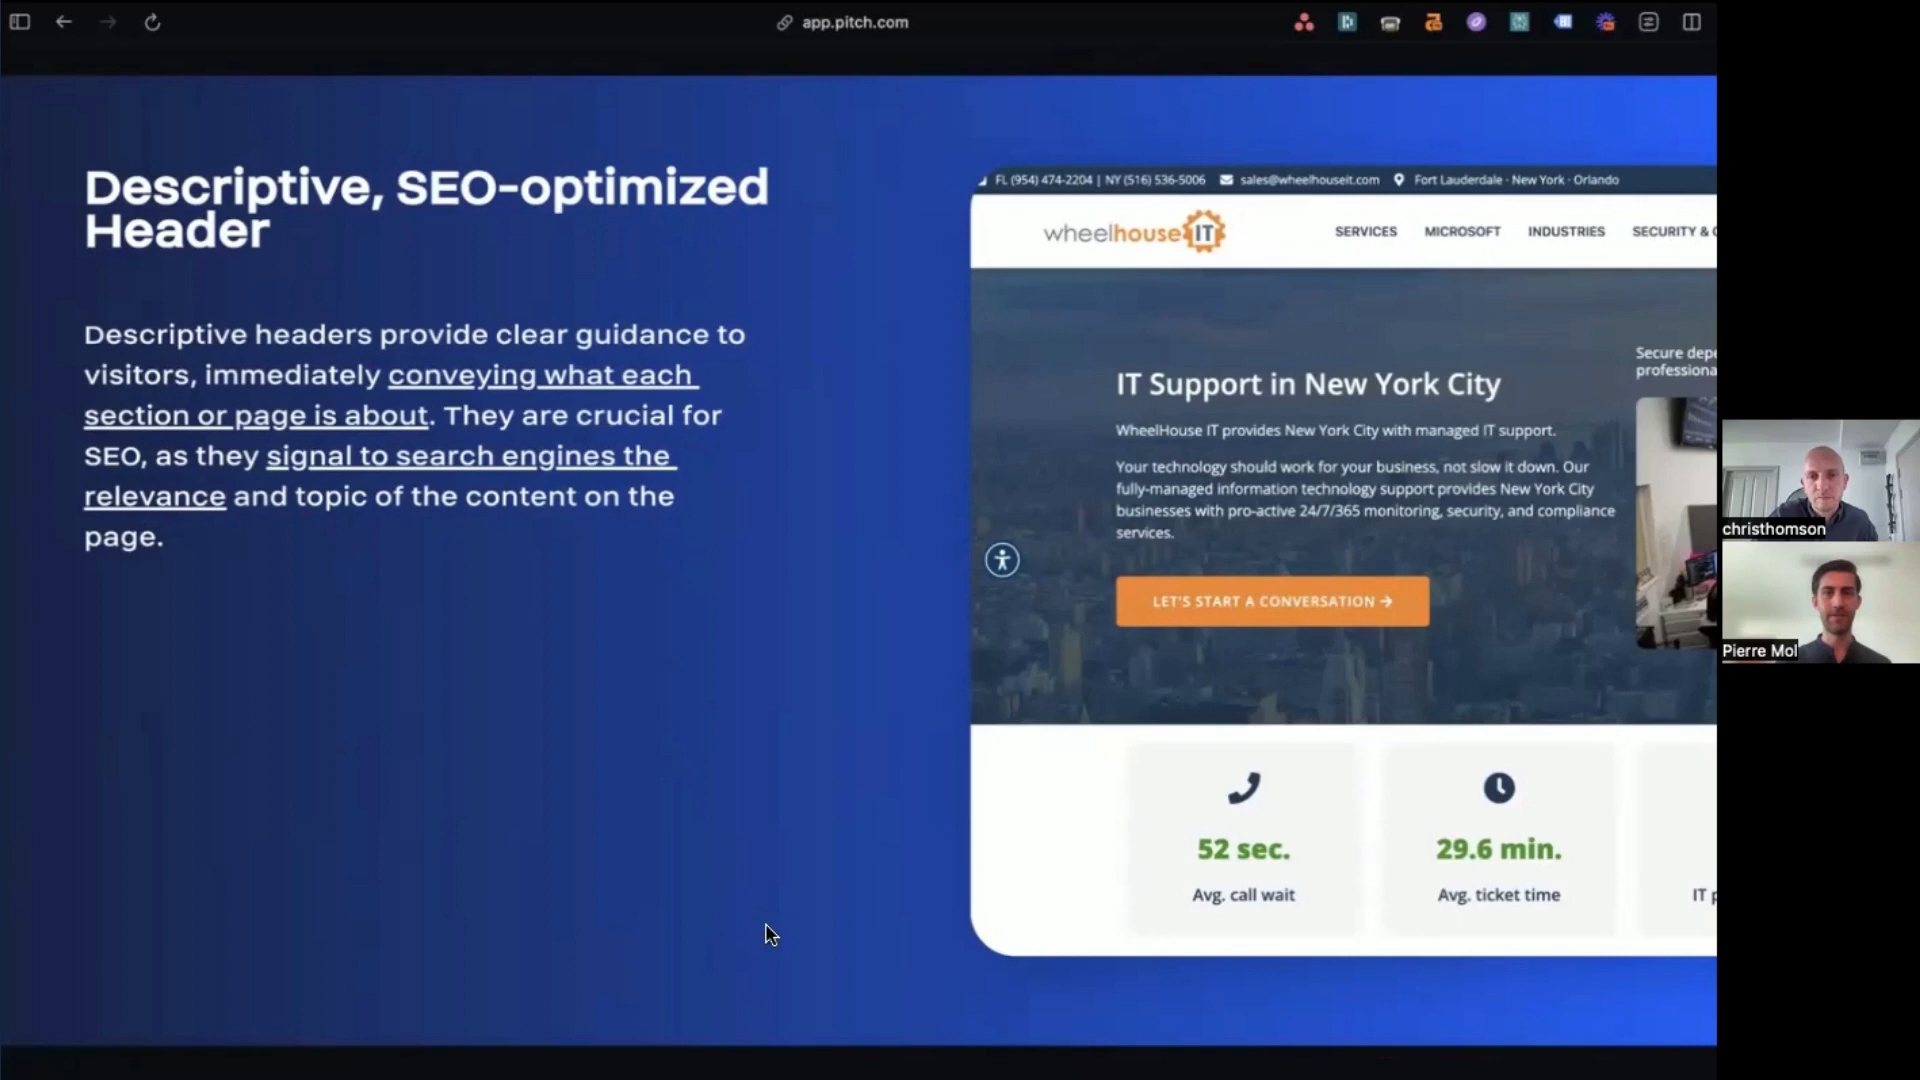 app.pitch.com
Descriptive, SEO-optimized
Header
Descriptive headers provide clear guidance to
visitors, immediately conveying what each
section or page is about. They are crucial for
SEO, as they signal to search engines the
relevance and topic of the content on the
page.
FL (954) 474-2204 | NY (516) 536-5006 sales@wheelhouseit.com Fort Lauderdale · New York · Orlando
wheelhouse IT
SERVICES MICROSOFT INDUSTRIES SECURITY &
IT Support in New York City
WheelHouse IT provides New York City with managed IT support.
Your technology should work for your business, not slow it down. Our
fully-managed information technology support provides New York City
businesses with pro-active 24/7/365 monitoring, security, and compliance
services.
LET'S START A CONVERSATION →
Secure depe
professiona
52 sec.
Avg. call wait
29.6 min.
Avg. ticket time
IT p
christhomson
Pierre Mol